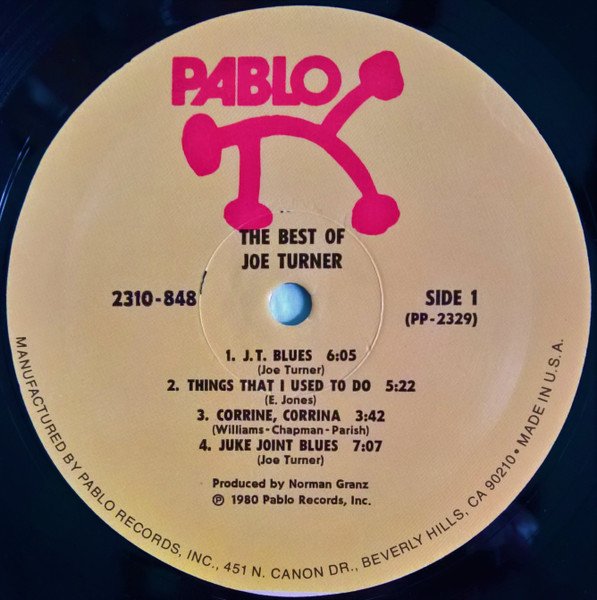 PABLO
THE BEST OF
JOE TURNER
2310-848
SIDE 1
(PP-2329)
1. J.T. BLUES 6:05
(Joe Turner)
2. THINGS THAT I USED TO DO 5:22
(E. Jones)
3. CORRINE, CORRINA 3:42
(Williams-Chapman-Parish)
4. JUKE JOINT BLUES 7:07
(Joe Turner)
Produced by Norman Granz
℗ 1980 Pablo Records, Inc.
MANUFACTURED BY PABLO RECORDS, INC., 451 N. CANON DR., BEVERLY HILLS, CA 90210 • MADE IN U.S.A.